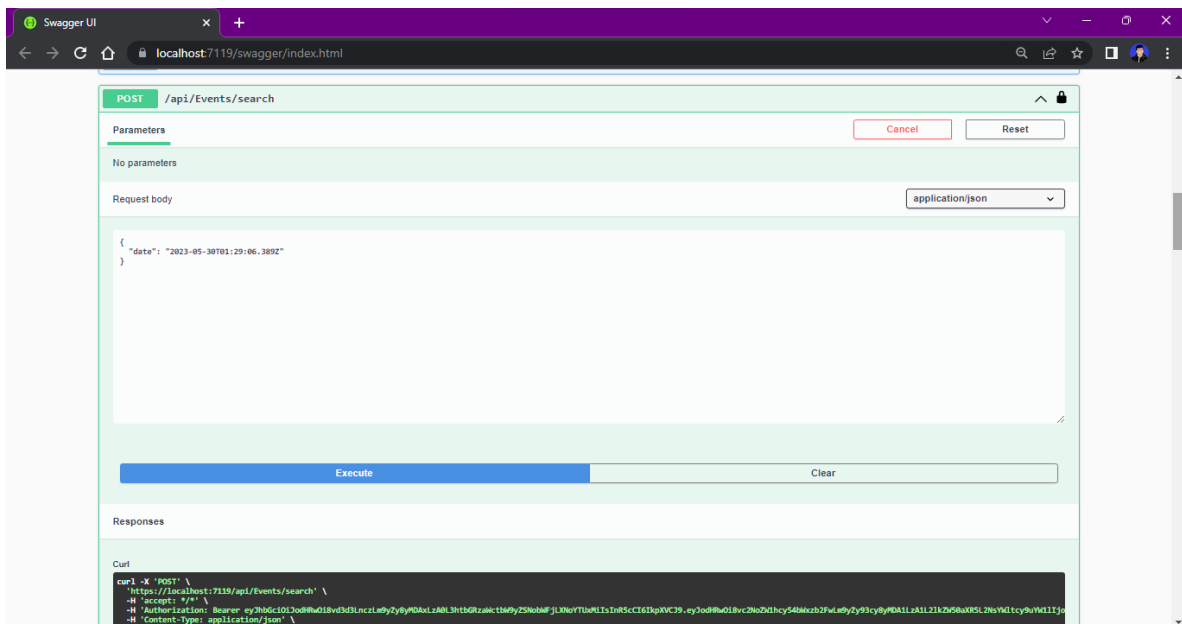 Swagger UI
localhost:7119/swagger/index.html
POST /api/Events/search
Parameters
Cancel
Reset
No parameters
Request body
application/json
{
"date": "2023-05-30T01:29:06.389Z"
}
Execute
Clear
Responses
Curl
curl -X 'POST' \
'https://localhost:7119/api/Events/search' \
-H 'accept: */*' \
-H 'Authorization: Bearer
-H 'Content-Type: application/json' \